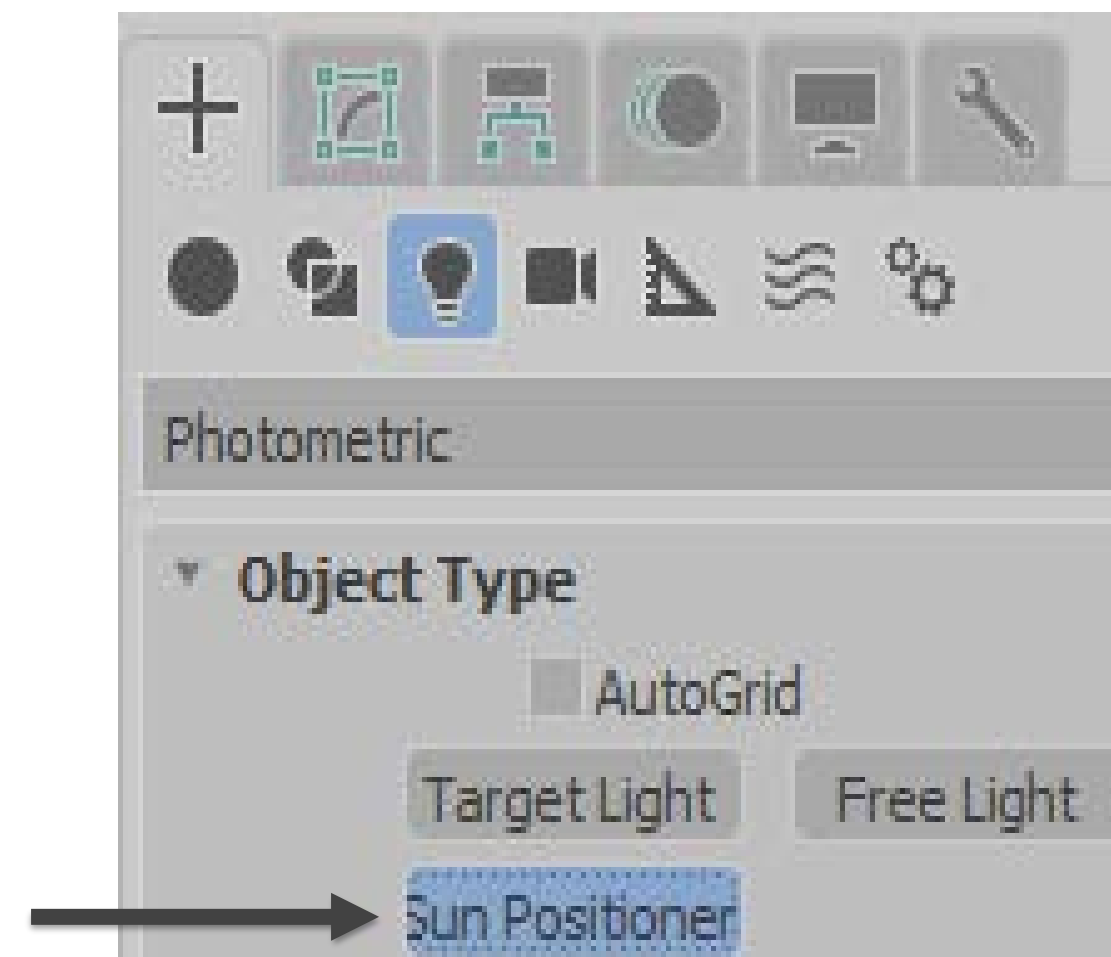 Photometric
Object Type
AutoGrid
Target Light Free Light
Sun Positioner